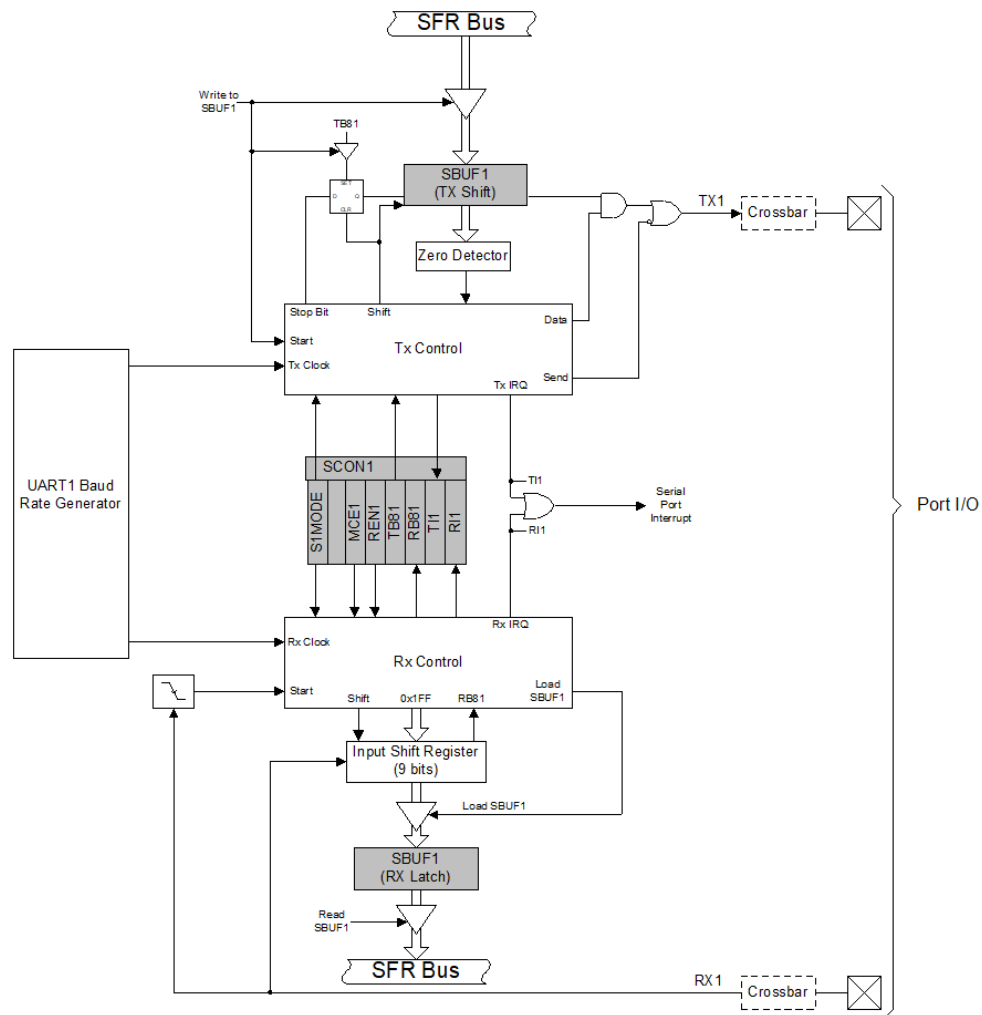 SFR Bus
Write to
SBUF1
TB81
SET
D
Q
CLR
SBUF1
(TX Shift)
TX1
Crossbar
Zero Detector
Stop Bit
Shift
Data
Start
Tx Control
Tx Clock
Tx IRQ
Send
UART1 Baud
Rate Generator
SCON1
S1MODE
MCE1
REN1
TB81
RB81
TI1
RI1
TI1
RI1
Serial
Port
Interrupt
Port I/O
Rx IRQ
Rx Clock
Rx Control
Start
Load
SBUF1
Shift
0x1FF
RB81
Input Shift Register
(9 bits)
Load SBUF1
SBUF1
(RX Latch)
Read
SBUF1
SFR Bus
RX1
Crossbar